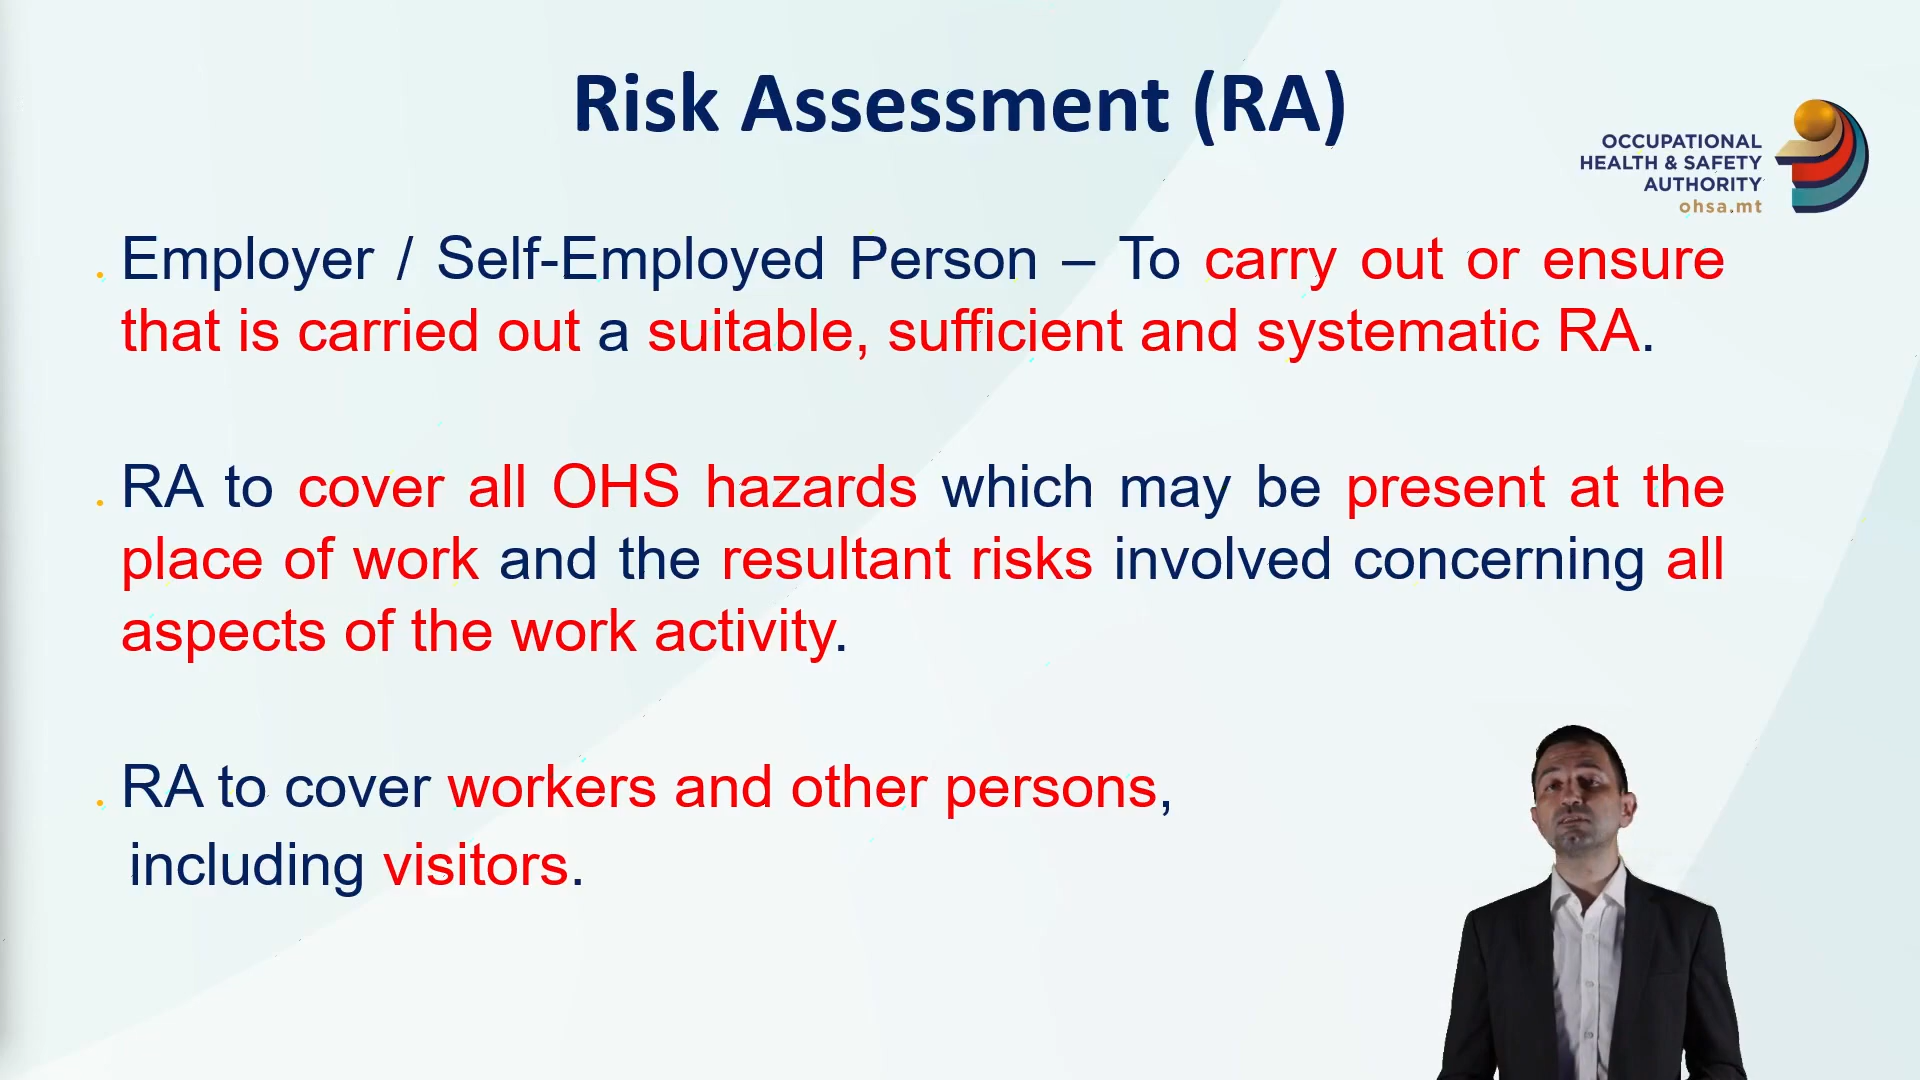 Risk Assessment (RA)
OCCUPATIONAL
HEALTH & SAFETY
AUTHORITY
ohsa.mt
Employer / Self-Employed Person – To carry out or ensure
that is carried out a suitable, sufficient and systematic RA.
RA to cover all OHS hazards which may be present at the
place of work and the resultant risks involved concerning all
aspects of the work activity.
RA to cover workers and other persons,
including visitors.